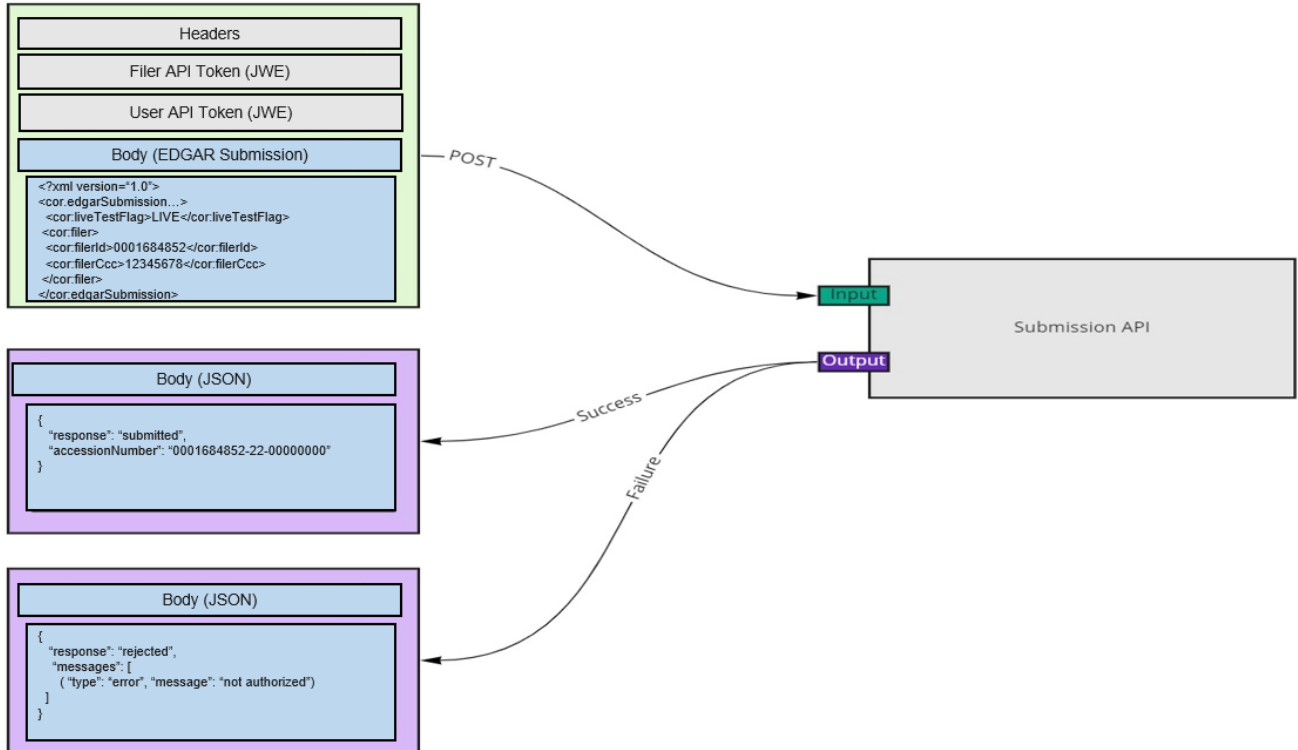 Headers
Filer API Token (JWE)
User API Token (JWE)
Body (EDGAR Submission)
<?xml version=“1.0”>
<cor.edgarSubmission…>
<cor:liveTestFlag>LIVE</cor:liveTestFlag>
<cor:filer>
<cor:filerId>0001684852</cor:filerId>
<cor:filerCcc>12345678</cor:filerCcc>
</cor:filer>
</cor:edgarSubmission>
POST
Input
Submission API
Output
Success
Failure
Body (JSON)
{
“response”: “submitted”,
“accessionNumber”: “0001684852-22-00000000”
}
Body (JSON)
{
“response”: “rejected”,
“messages”: [
( “type”: “error”, “message”: “not authorized”)
]
}